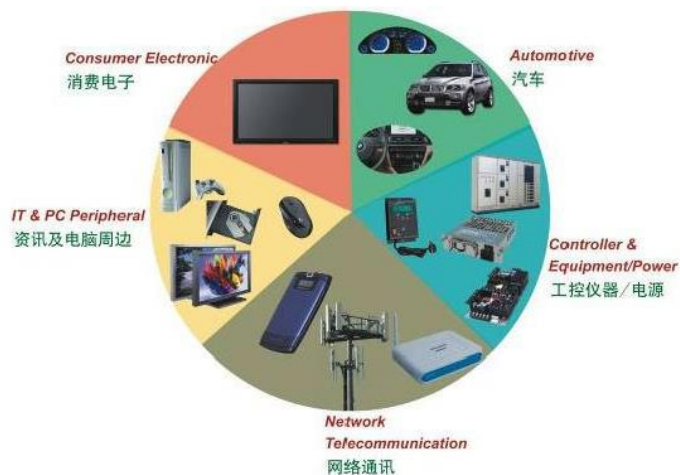 Consumer Electronic
消费电子
Automotive
汽车
IT & PC Peripheral
资讯及电脑周边
Controller &
Equipment/Power
工控仪器/电源
Network
Telecommunication
网络通讯